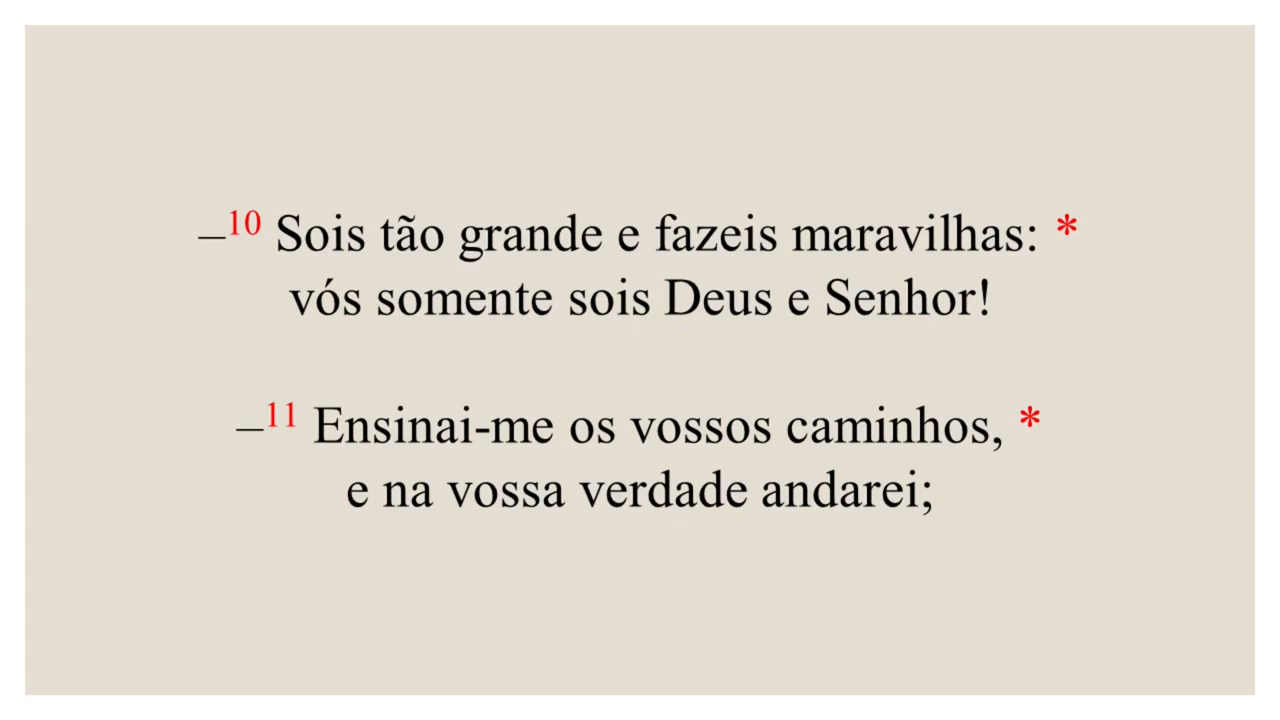 –10 Sois tão grande e fazeis maravilhas: *
vós somente sois Deus e Senhor!
–11 Ensinai-me os vossos caminhos, *
e na vossa verdade andarei;